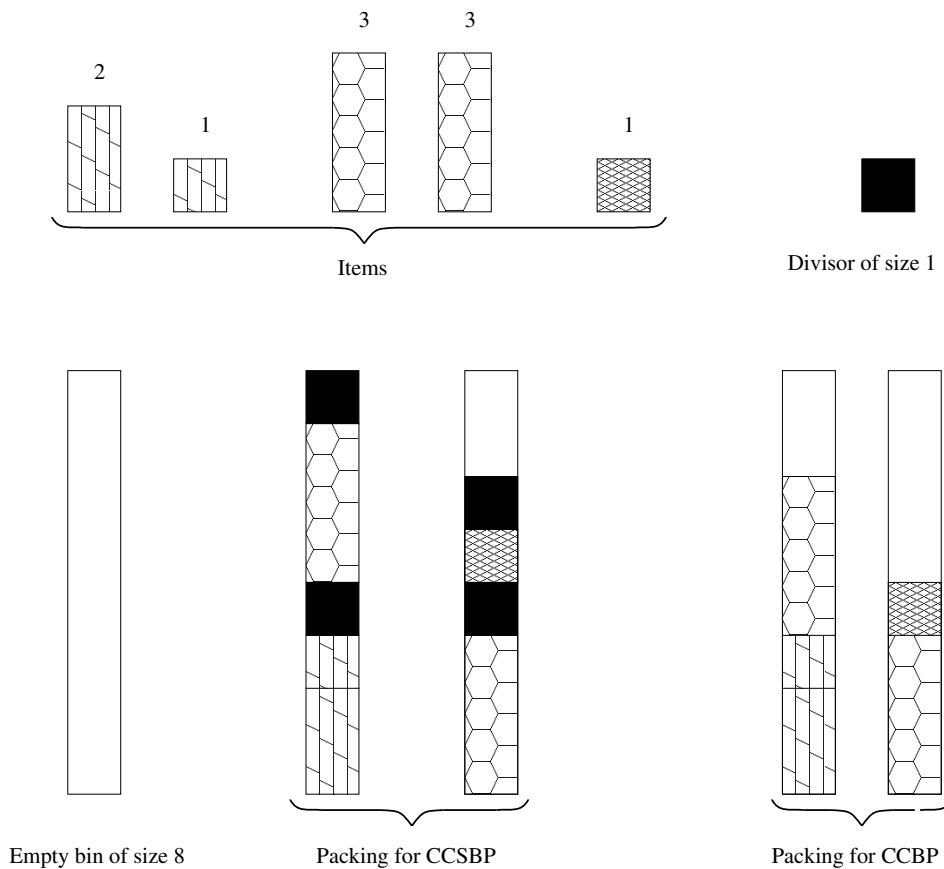 3 3
2
1 1
Items
Divisor of size 1
Empty bin of size 8
Packing for CCSBP
Packing for CCBP